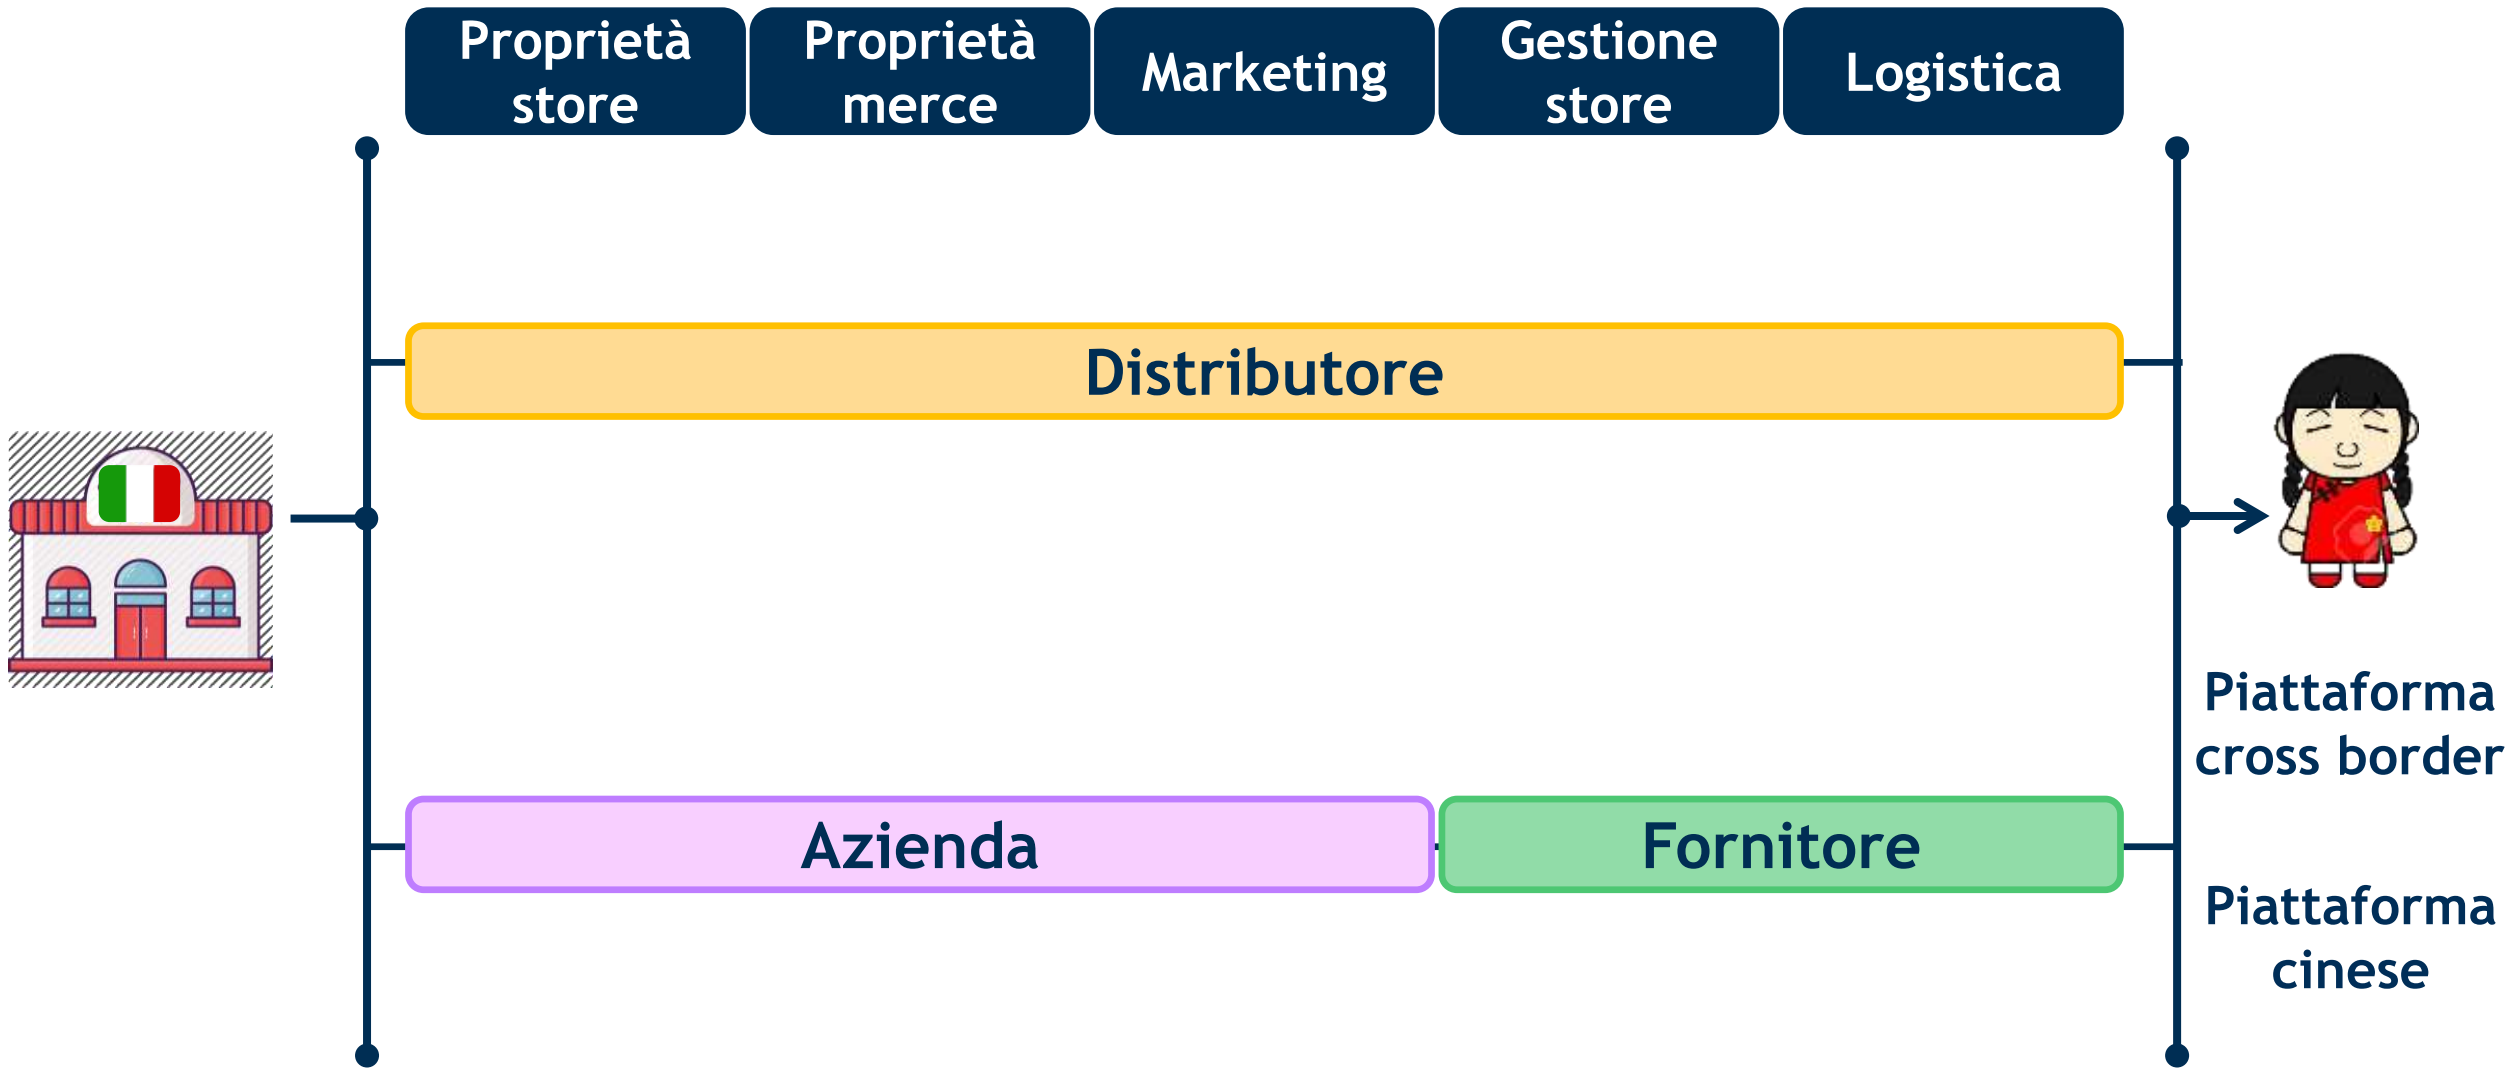 Proprietà
store
Proprietà
merce
Marketing
Gestione
store
Logistica
Distributore
Piattaforma
cross border
Azienda
Fornitore
Piattaforma
cinese